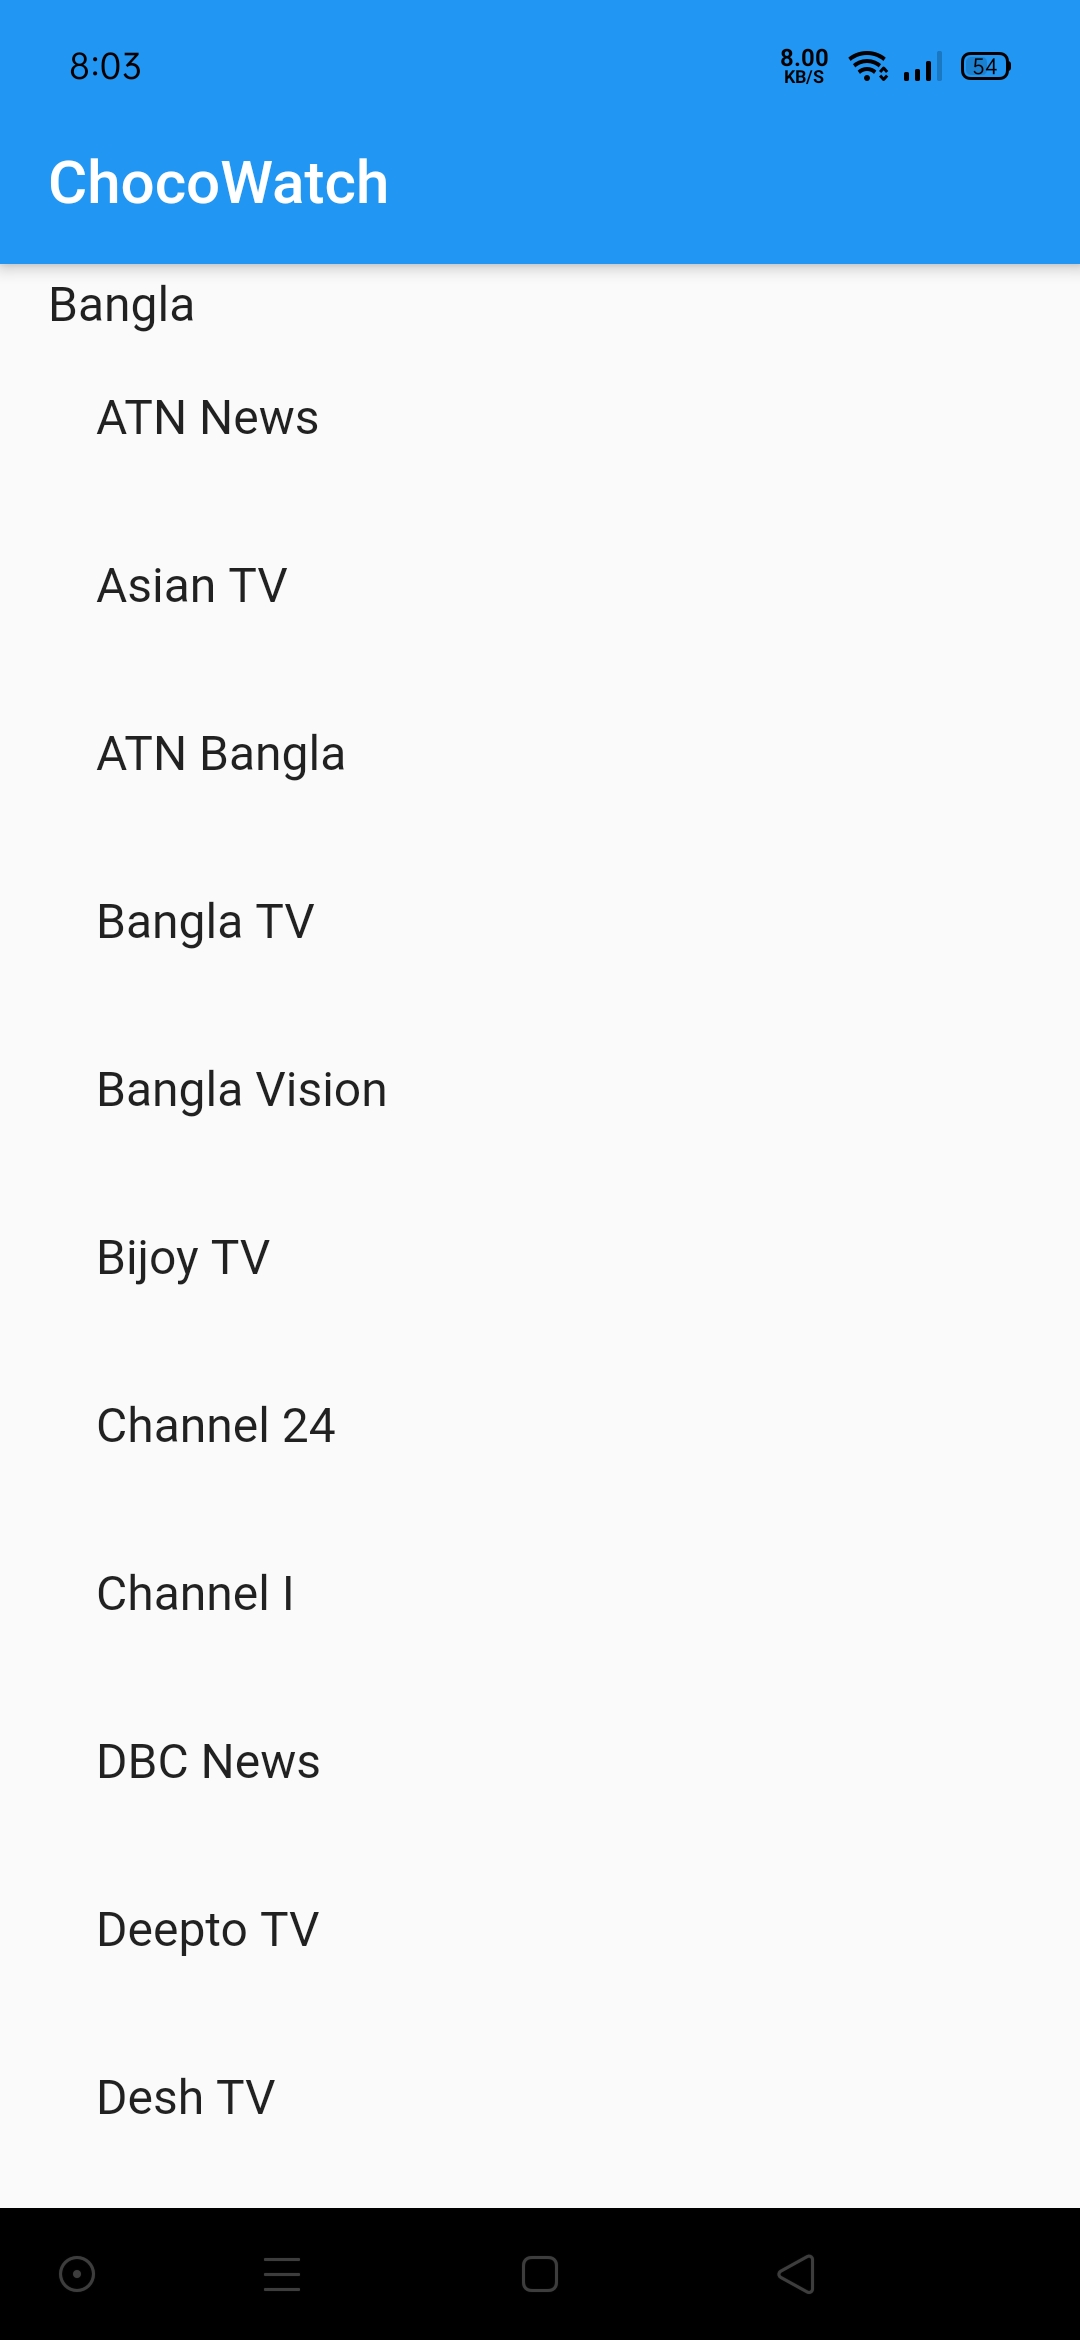 8:03
8.00
KB/S
54
ChocoWatch
Bangla
ATN News
Asian TV
ATN Bangla
Bangla TV
Bangla Vision
Bijoy TV
Channel 24
Channel I
DBC News
Deepto TV
Desh TV